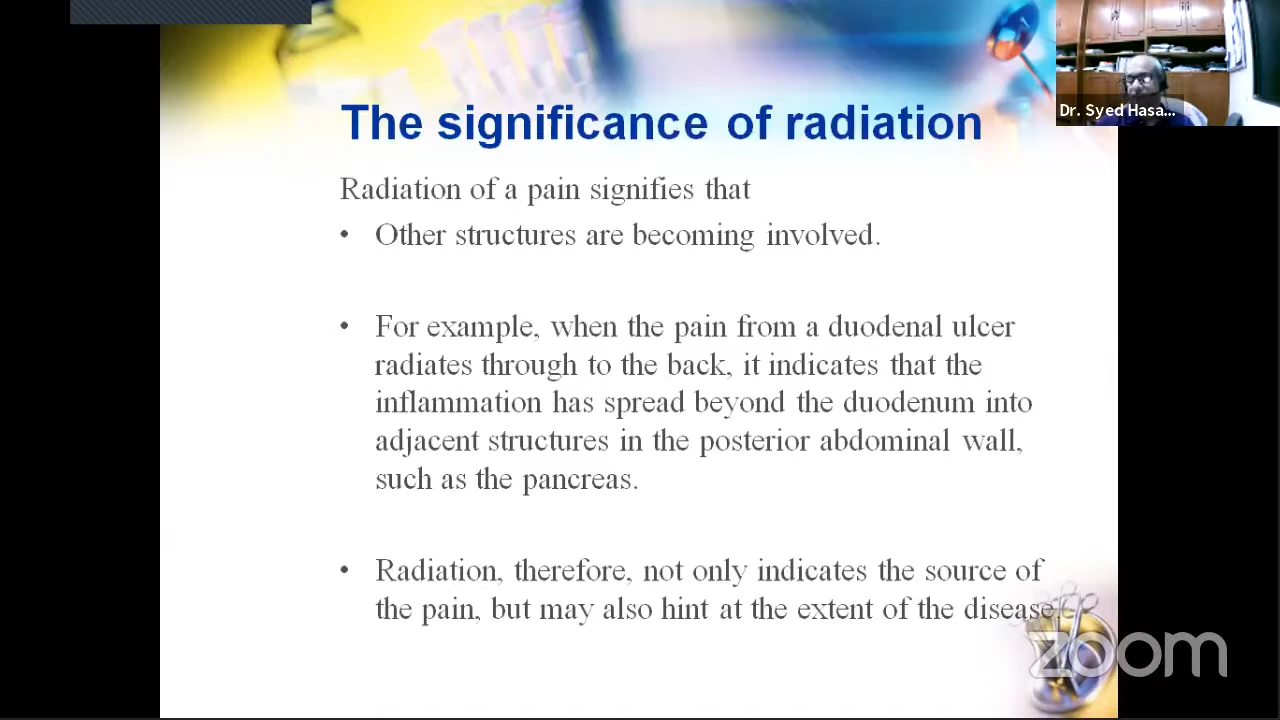 The significance of radiation
Dr. Syed Hasa...
Radiation of a pain signifies that
• Other structures are becoming involved.
• For example, when the pain from a duodenal ulcer
radiates through to the back, it indicates that the
inflammation has spread beyond the duodenum into
adjacent structures in the posterior abdominal wall,
such as the pancreas.
• Radiation, therefore, not only indicates the source of
the pain, but may also hint at the extent of the disease.
zoom